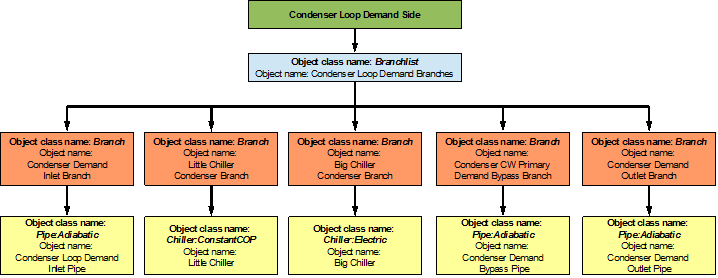 Condenser Loop Demand Side
Object class name: Branchlist
Object name: Condenser Loop Demand Branches
Object class name: Branch
Object name:
Condenser Demand
Inlet Branch
Object class name: Branch
Object name:
Little Chiller
Condenser Branch
Object class name: Branch
Object name:
Big Chiller
Condenser Branch
Object class name: Branch
Object name:
Condenser CW Primary
Demand Bypass Branch
Object class name: Branch
Object name:
Condenser Demand
Outlet Branch
Object class name:
Pipe:Adiabatic
Object name:
Condenser Loop Demand
Inlet Pipe
Object class name:
Chiller:ConstantCOP
Object name:
Little Chiller
Object class name:
Chiller:Electric
Object name:
Big Chiller
Object class name:
Pipe:Adiabatic
Object name:
Condenser Demand
Bypass Pipe
Object class name:
Pipe:Adiabatic
Object name:
Condenser Demand
Outlet Pipe